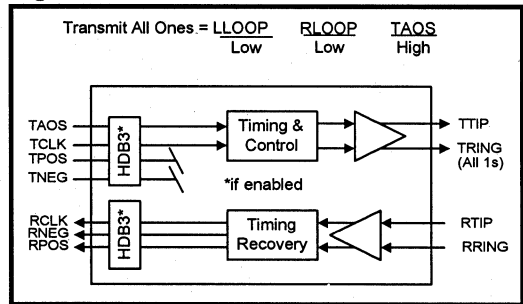 Transmit All Ones = LLOOP RLOOP TAOS
Low Low High
TAOS
TCLK
TPOS
TNEG
HDB3*
Timing &
Control
TTIP
TRING
(All 1s)
*if enabled
RCLK
RNEG
RPOS
HDB3*
Timing
Recovery
RTIP
RRING